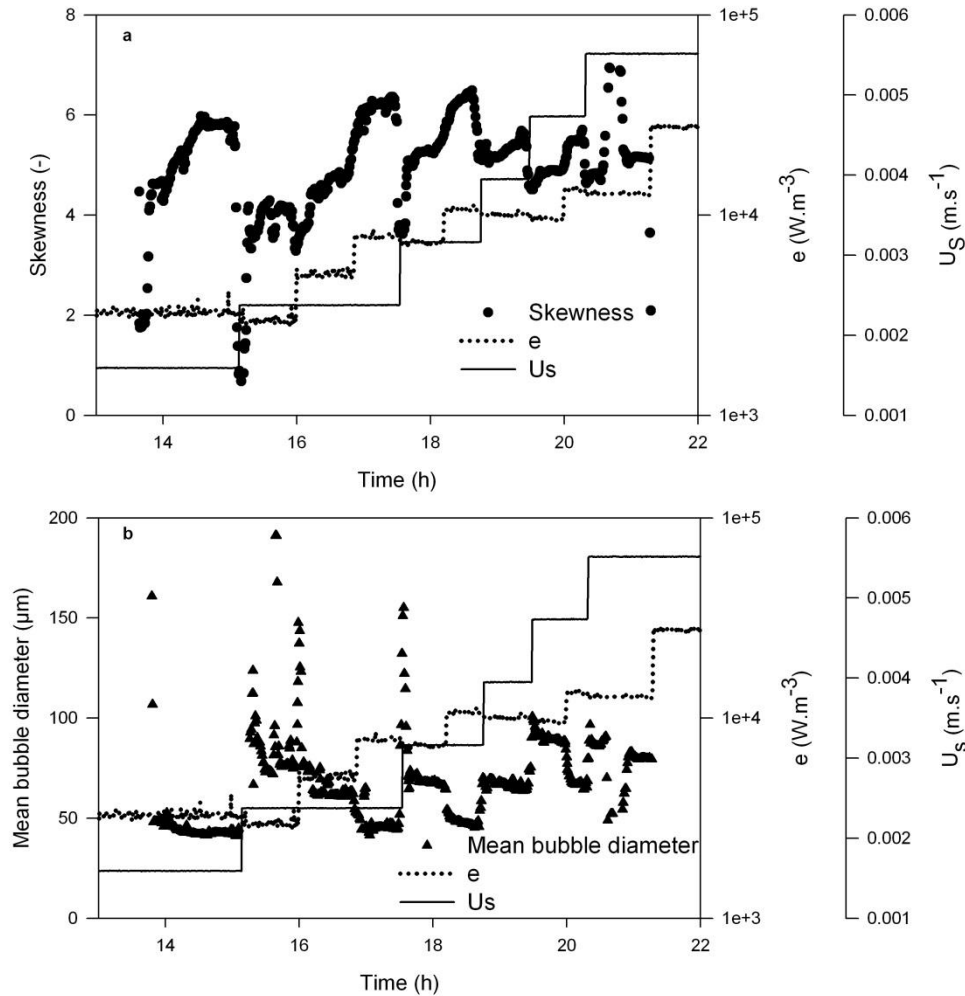 a
Skewness (-)
8
6
4
2
0
1e+5
1e+4
1e+3
e (W.m-3)
0.006
0.005
0.004
0.003
0.002
0.001
US (m.s-1)
Skewness
e
Us
14 16 18 20 22
Time (h)
b
Mean bubble diameter (µm)
200
150
100
50
0
1e+5
1e+4
1e+3
e (W.m-3)
0.006
0.005
0.004
0.003
0.002
0.001
Us (m.s-1)
Mean bubble diameter
e
Us
14 16 18 20 22
Time (h)